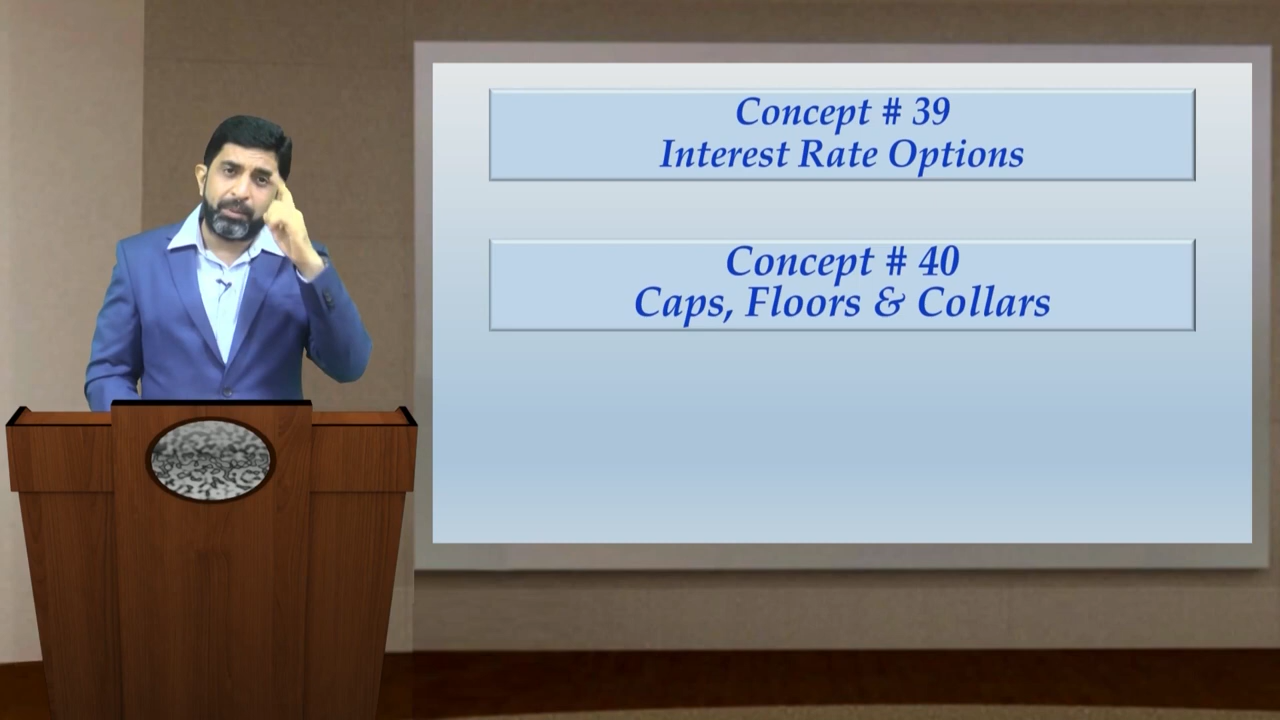 Concept # 39
Interest Rate Options
Concept # 40
Caps, Floors & Collars